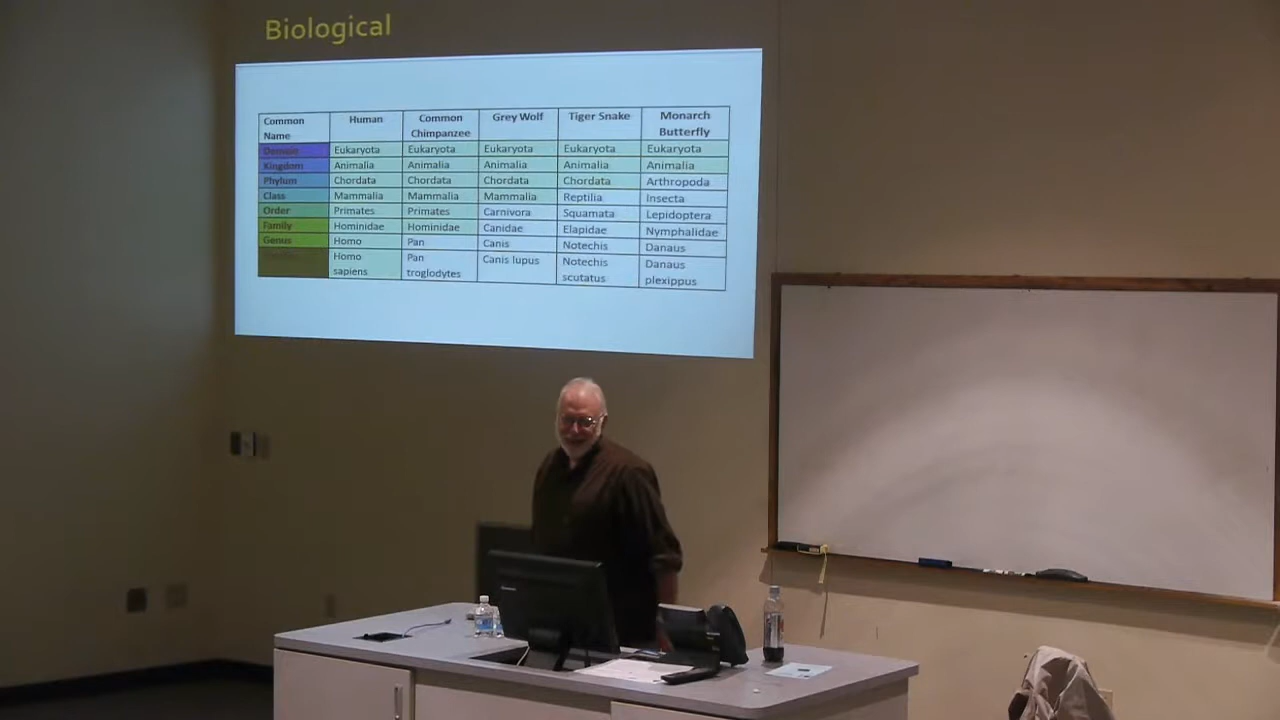 Biological
Common Name Human Common Chimpanzee Grey Wolf Tiger Snake Monarch Butterfly
Domain Eukaryota Eukaryota Eukaryota Eukaryota Eukaryota
Kingdom Animalia Animalia Animalia Animalia Animalia
Phylum Chordata Chordata Chordata Chordata Arthropoda
Class Mammalia Mammalia Mammalia Reptilia Insecta
Order Primates Primates Carnivora Squamata Lepidoptera
Family Hominidae Hominidae Canidae Elapidae Nymphalidae
Genus Homo Pan Canis Notechis Danaus
Homo sapiens Pan troglodytes Canis lupus Notechis scutatus Danaus plexippus